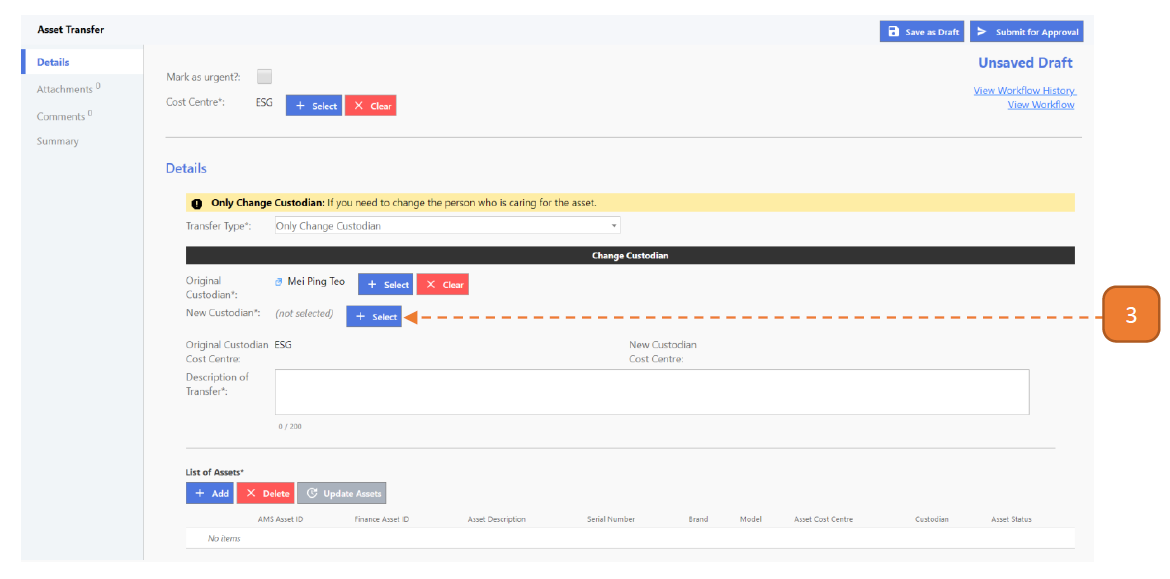 Asset Transfer
Save as Draft
Submit for Approval
Details
Attachments 0
Comments 0
Summary
Unsaved Draft
View Workflow History
View Workflow
Mark as urgent?:
Cost Centre*: ESG + Select × Clear
Details
Only Change Custodian: If you need to change the person who is caring for the asset.
Transfer Type*: Only Change Custodian
Change Custodian
Original Custodian*: Mei Ping Teo + Select × Clear
New Custodian*: (not selected) + Select
3
Original Custodian Cost Centre: ESG
New Custodian Cost Centre:
Description of Transfer*:
0 / 200
List of Assets*
+ Add × Delete Update Assets
AMS Asset ID Finance Asset ID Asset Description Serial Number Brand Model Asset Cost Centre Custodian Asset Status
No items